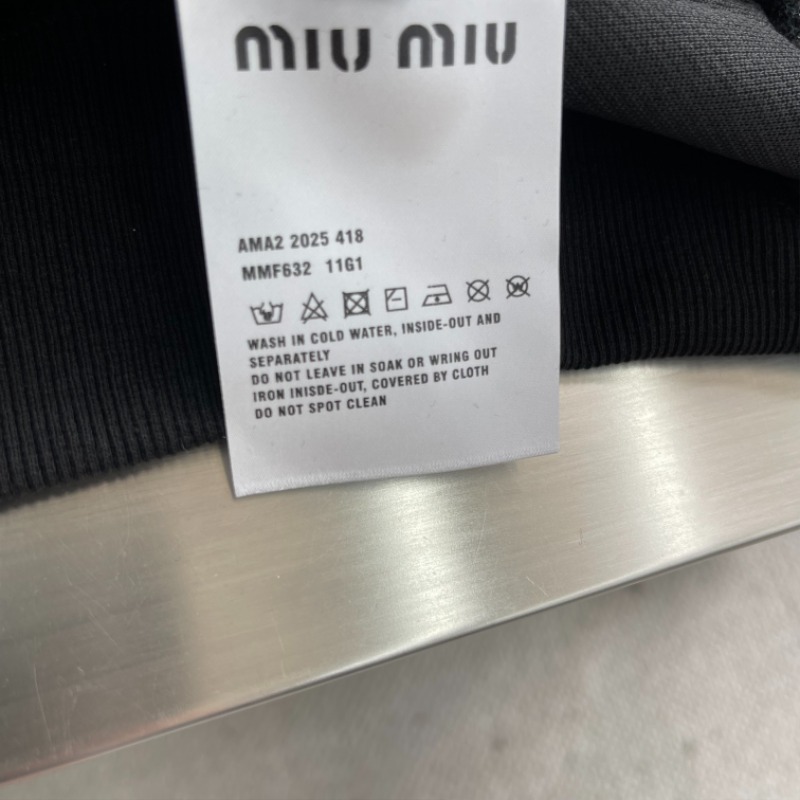 MIU MIU
AMA2 2025 418
MMF632 11G1
WASH IN COLD WATER, INSIDE-OUT AND
SEPARATELY
DO NOT LEAVE IN SOAK OR WRING OUT
IRON INISDE-OUT, COVERED BY CLOTH
DO NOT SPOT CLEAN